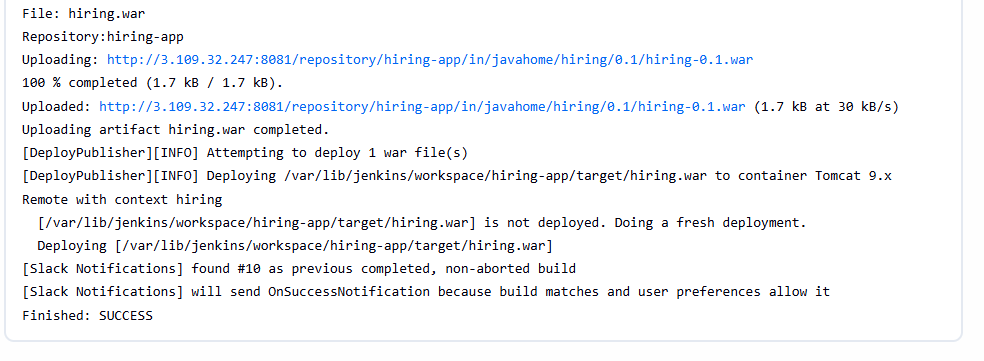 File: hiring.war
Repository:hiring-app
Uploading: http://3.109.32.247:8081/repository/hiring-app/in/javahome/hiring/0.1/hiring-0.1.war
100 % completed (1.7 kB / 1.7 kB).
Uploaded: http://3.109.32.247:8081/repository/hiring-app/in/javahome/hiring/0.1/hiring-0.1.war (1.7 kB at 30 kB/s)
Uploading artifact hiring.war completed.
[DeployPublisher][INFO] Attempting to deploy 1 war file(s)
[DeployPublisher][INFO] Deploying /var/lib/jenkins/workspace/hiring-app/target/hiring.war to container Tomcat 9.x
Remote with context hiring
  [/var/lib/jenkins/workspace/hiring-app/target/hiring.war] is not deployed. Doing a fresh deployment.
  Deploying [/var/lib/jenkins/workspace/hiring-app/target/hiring.war]
[Slack Notifications] found #10 as previous completed, non-aborted build
[Slack Notifications] will send OnSuccessNotification because build matches and user preferences allow it
Finished: SUCCESS